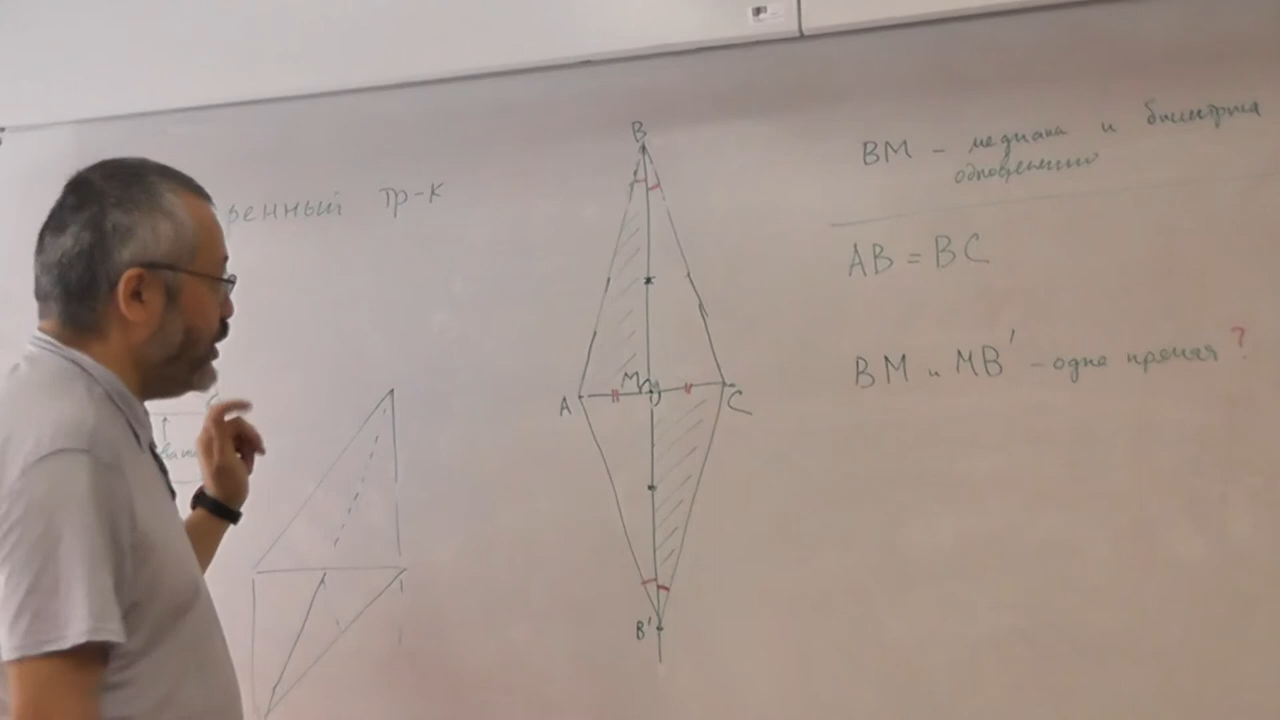 ренный тр-к
B
A
M
C
B'
BM - медиана и биссектриса
одновременно
AB = BC
BM и MB' - одна прямая ?